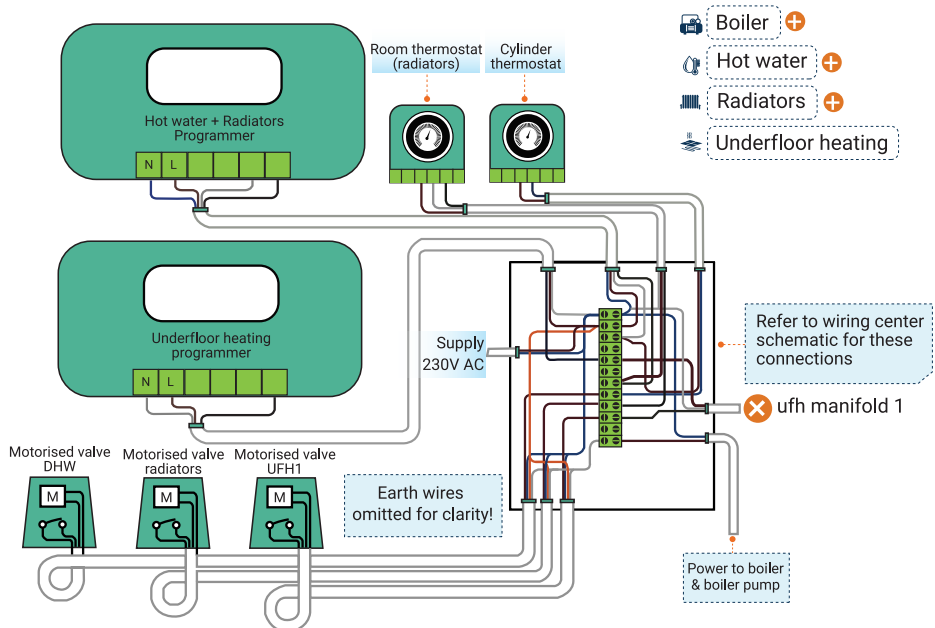 Hot water + Radiators
Programmer
N L
Room thermostat
(radiators)
Cylinder
thermostat
Boiler
Hot water
Radiators
Underfloor heating
Underfloor heating
programmer
N L
Supply
230V AC
Refer to wiring center
schematic for these
connections
ufh manifold 1
Motorised valve
DHW
M
Motorised valve
radiators
M
Motorised valve
UFH1
M
Earth wires
omitted for clarity!
Power to boiler
& boiler pump